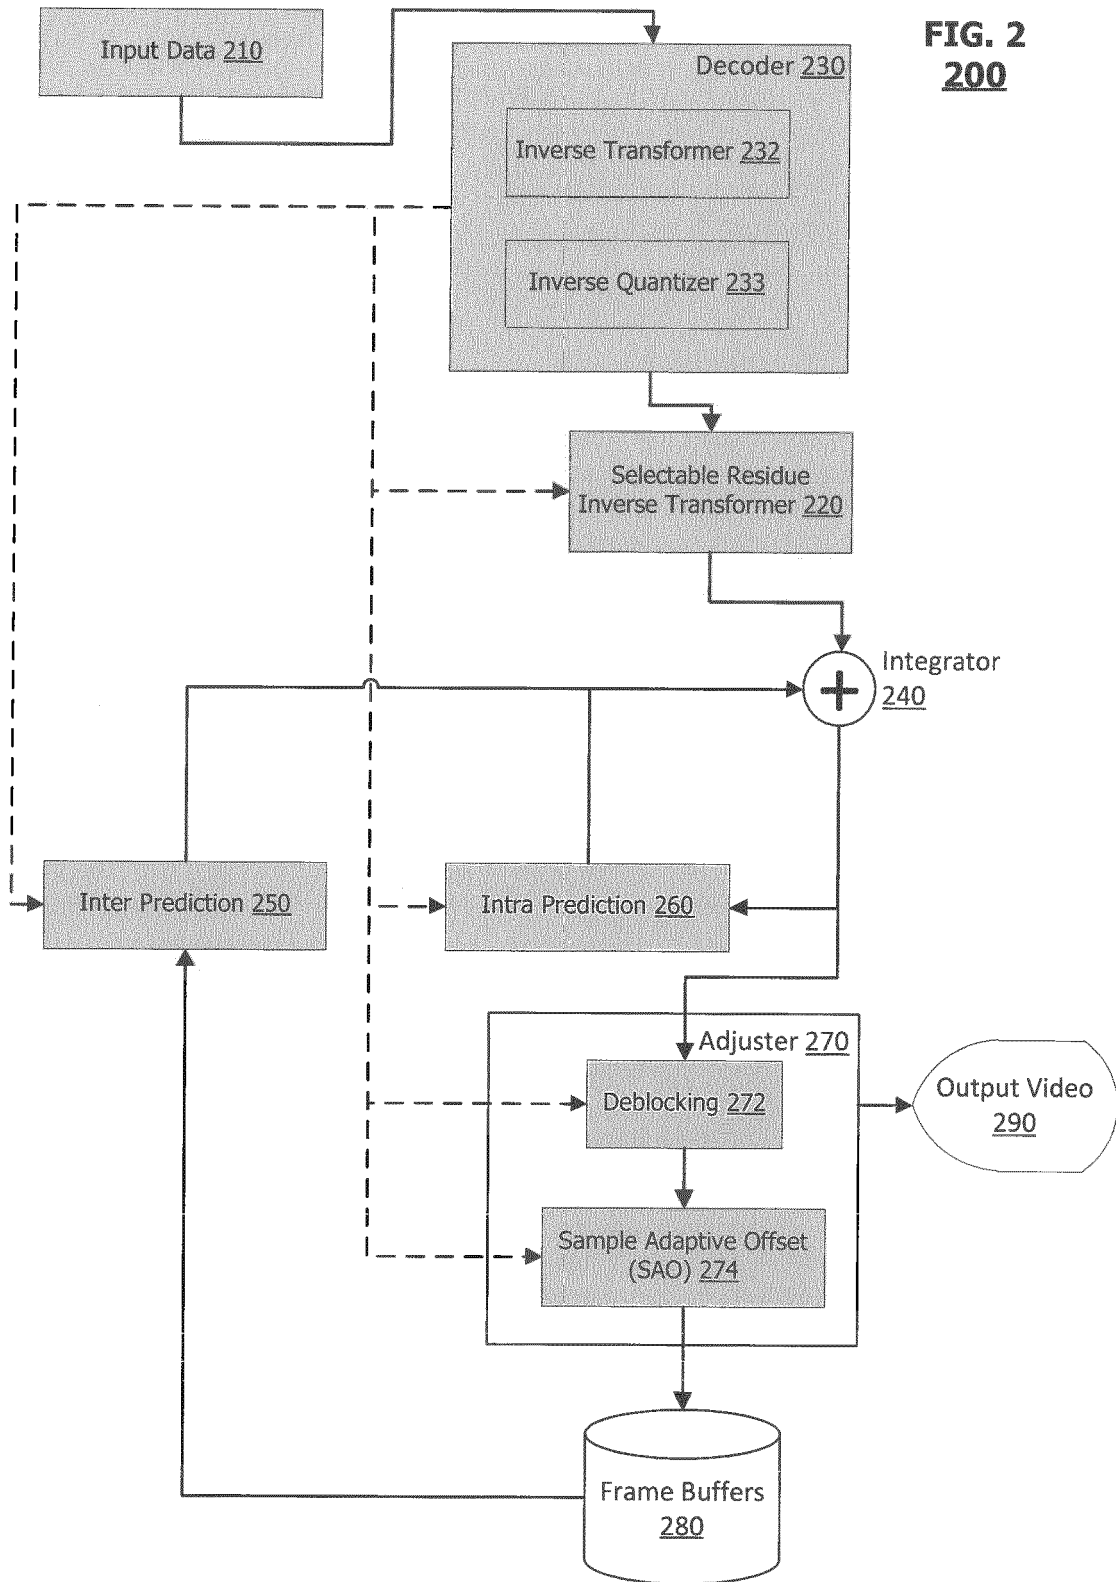 FIG. 2
200
Input Data 210
Decoder 230
Inverse Transformer 232
Inverse Quantizer 233
Selectable Residue
Inverse Transformer 220
Integrator
240
+
Inter Prediction 250
Intra Prediction 260
Adjuster 270
Deblocking 272
Output Video
290
Sample Adaptive Offset
(SAO) 274
Frame Buffers
280